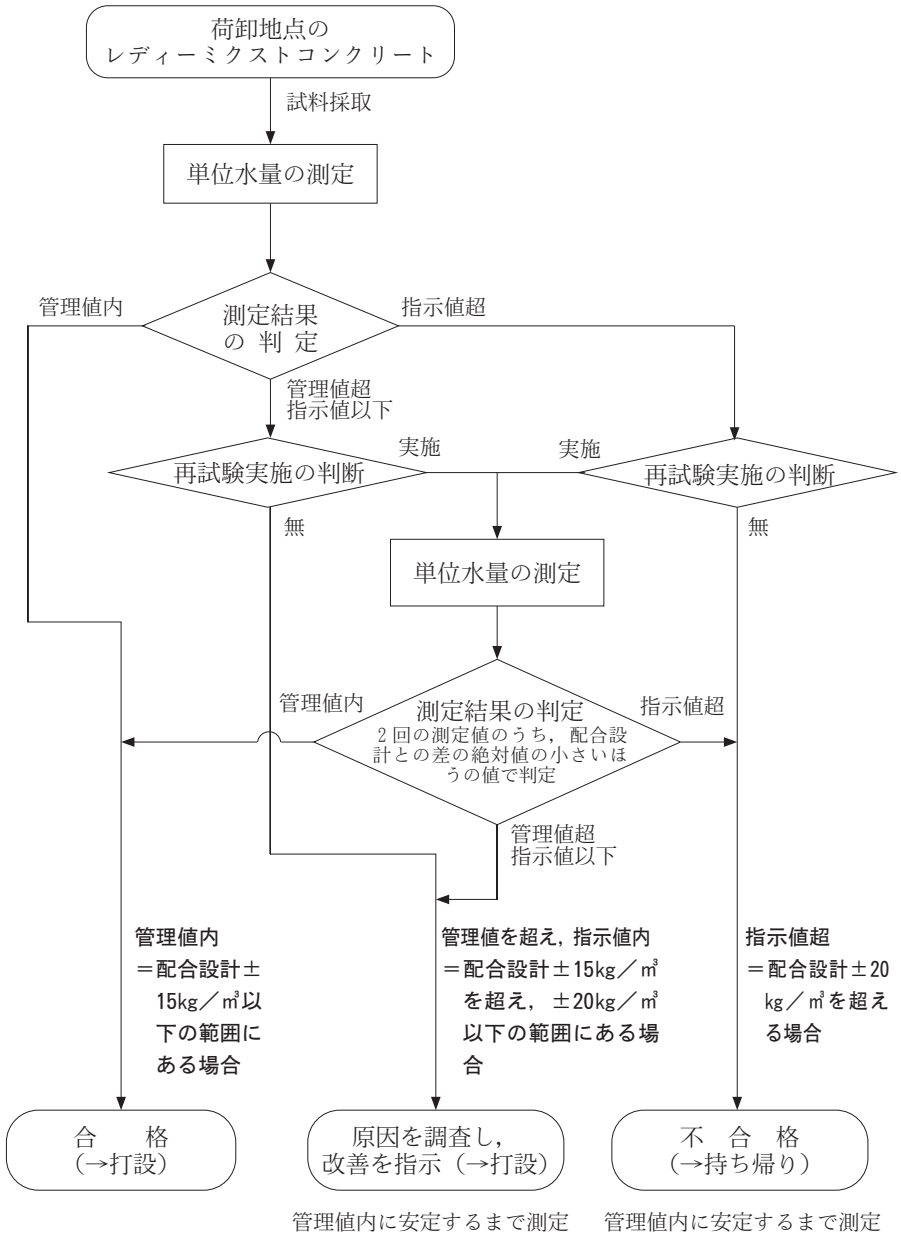 荷卸地点の
レディーミクストコンクリート
試料採取
単位水量の測定
管理値内
測定結果
の 判 定
指示値超
管理値超
指示値以下
再試験実施の判断
実施
実施
再試験実施の判断
無
無
単位水量の測定
管理値内
測定結果の判定
2回の測定値のうち，配合設
計との差の絶対値の小さいほ
うの値で判定
指示値超
管理値超
指示値以下
管理値内
＝配合設計±
15kg／㎥以
下の範囲に
ある場合
管理値を超え，指示値内
＝配合設計±15kg／㎥
を超え，±20kg／㎥
以下の範囲にある場
合
指示値超
＝配合設計±20
kg／㎥を超え
る場合
合　　格
（→打設）
原因を調査し，
改善を指示（→打設）
不　合　格
（→持ち帰り）
管理値内に安定するまで測定
管理値内に安定するまで測定